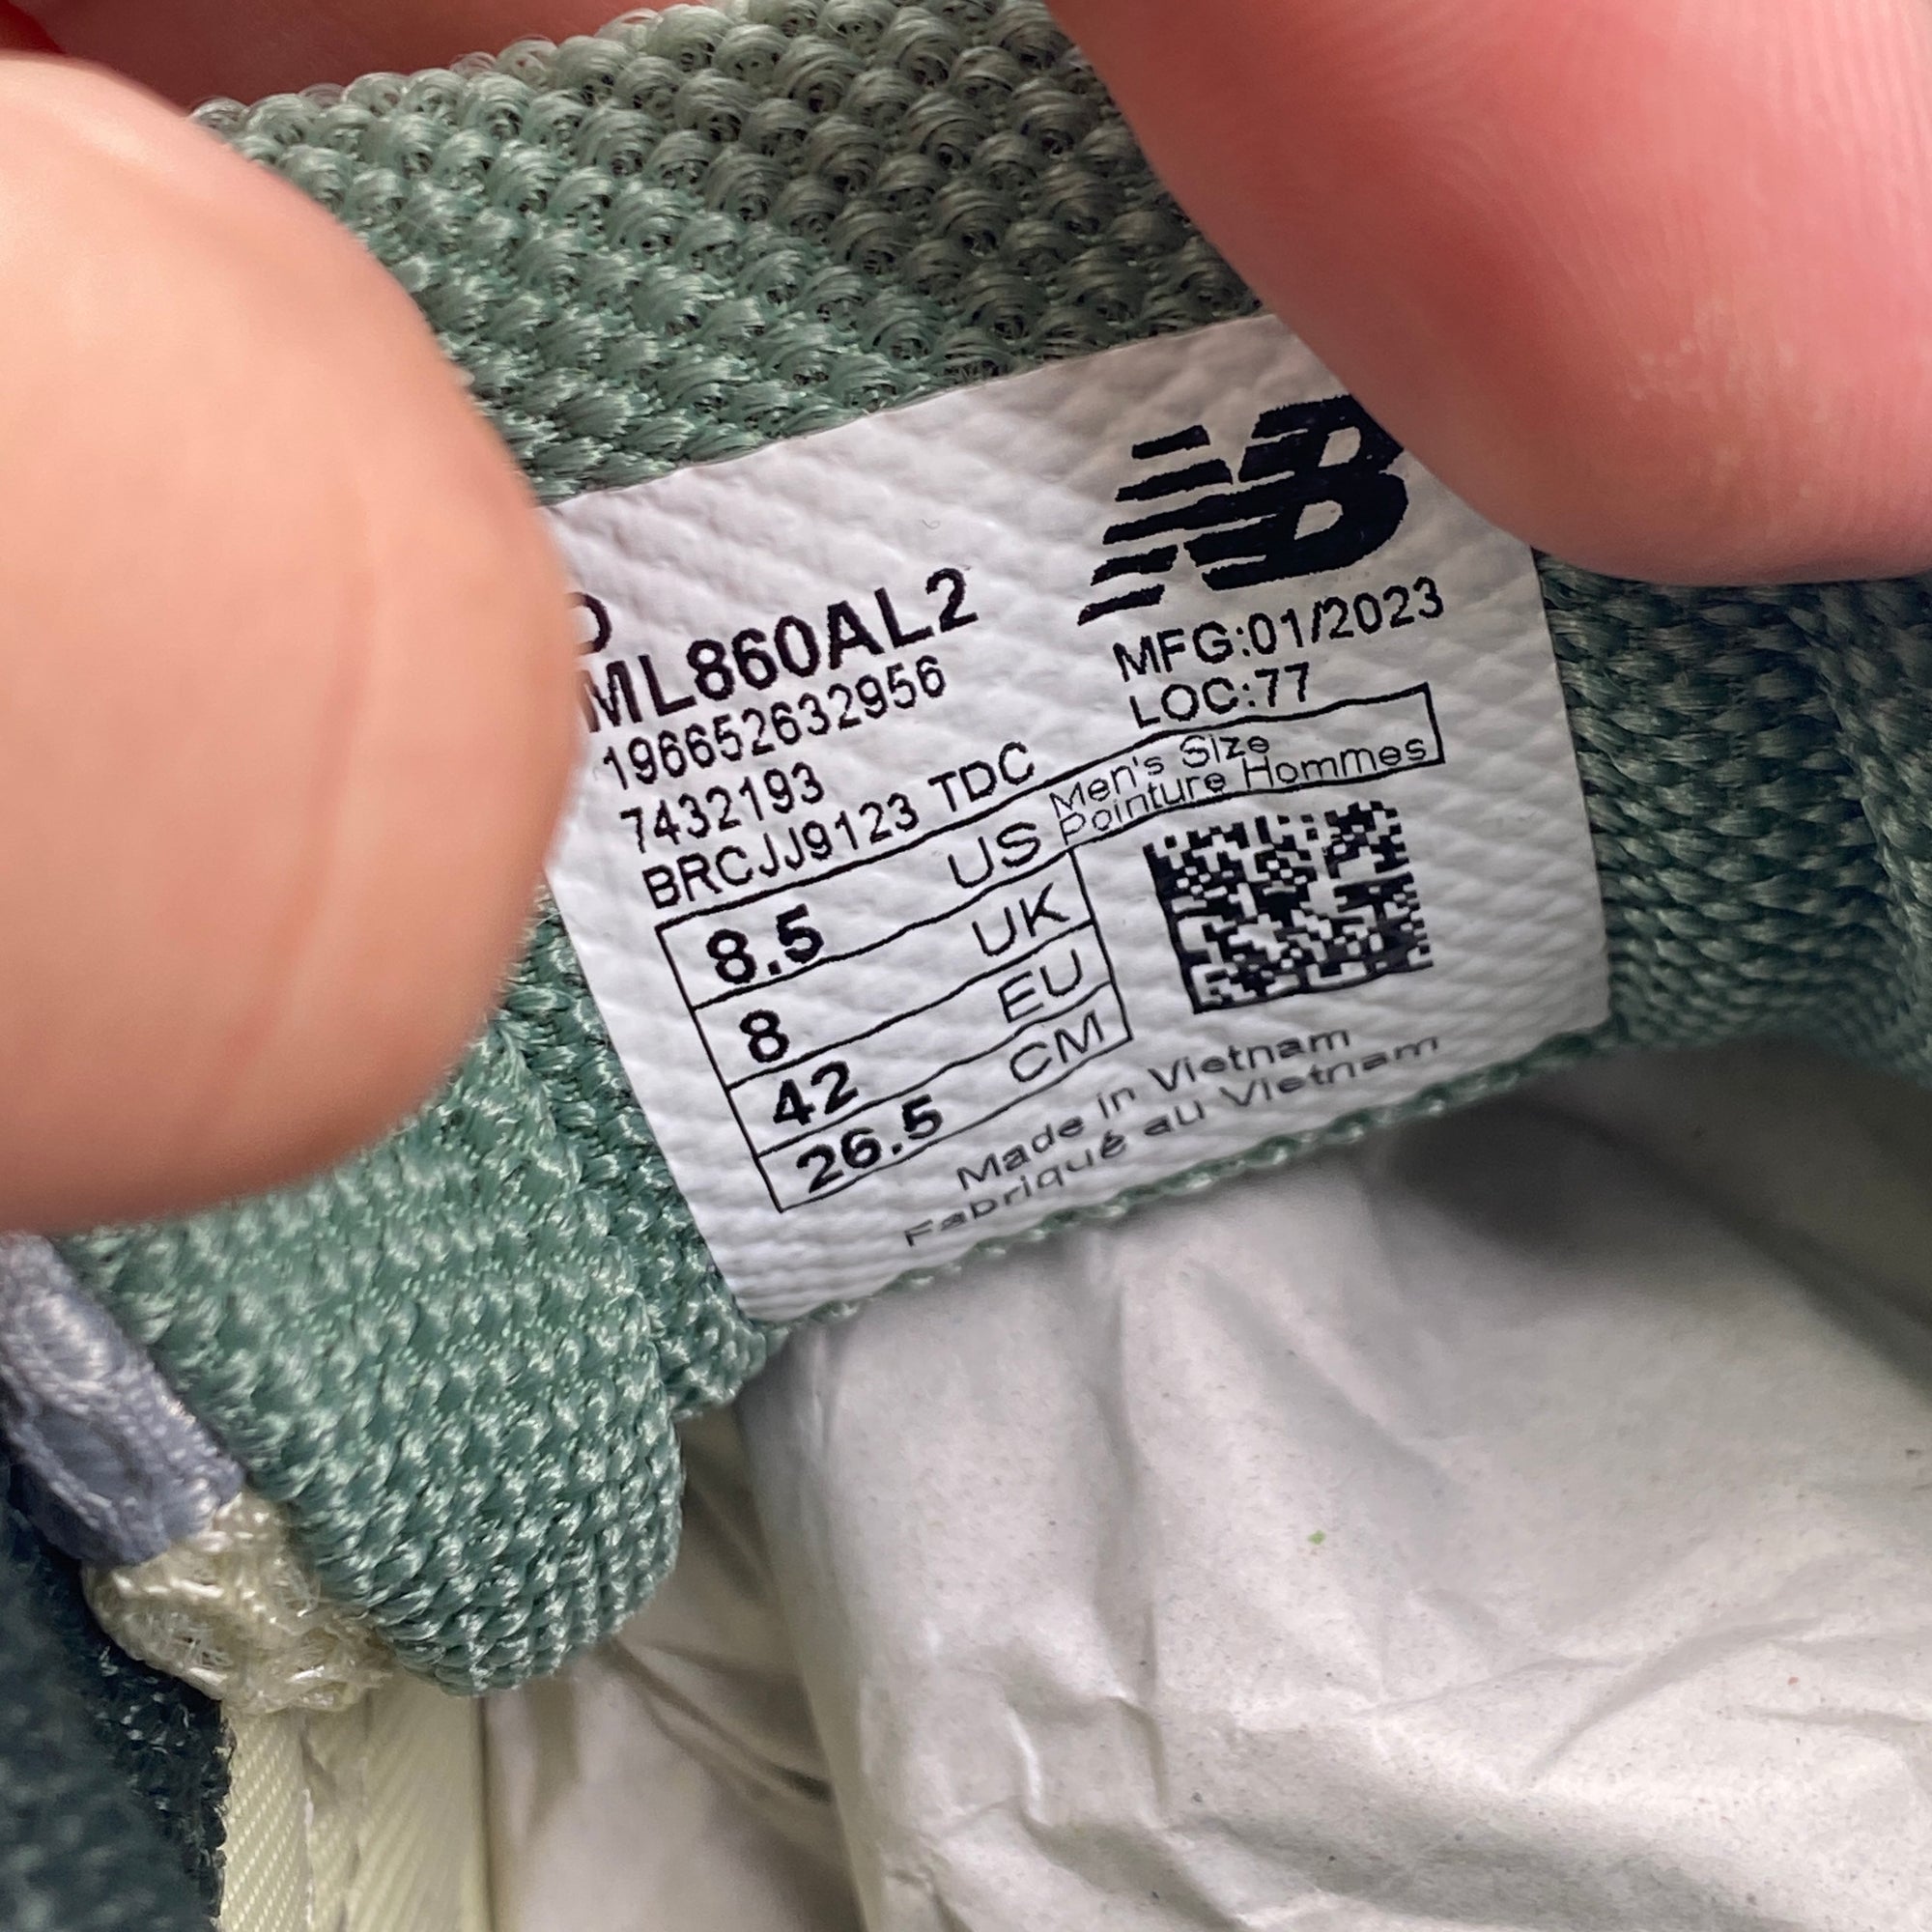 NB
D
ML860AL2
196652632956
7432193
BRCJJ9123 TDC
MFG:01/2023
LOC:77
Men's Size
Pointure Hommes
8.5 US
8 UK
42 EU
26.5 CM
Made in Vietnam
Fabriqué au Vietnam